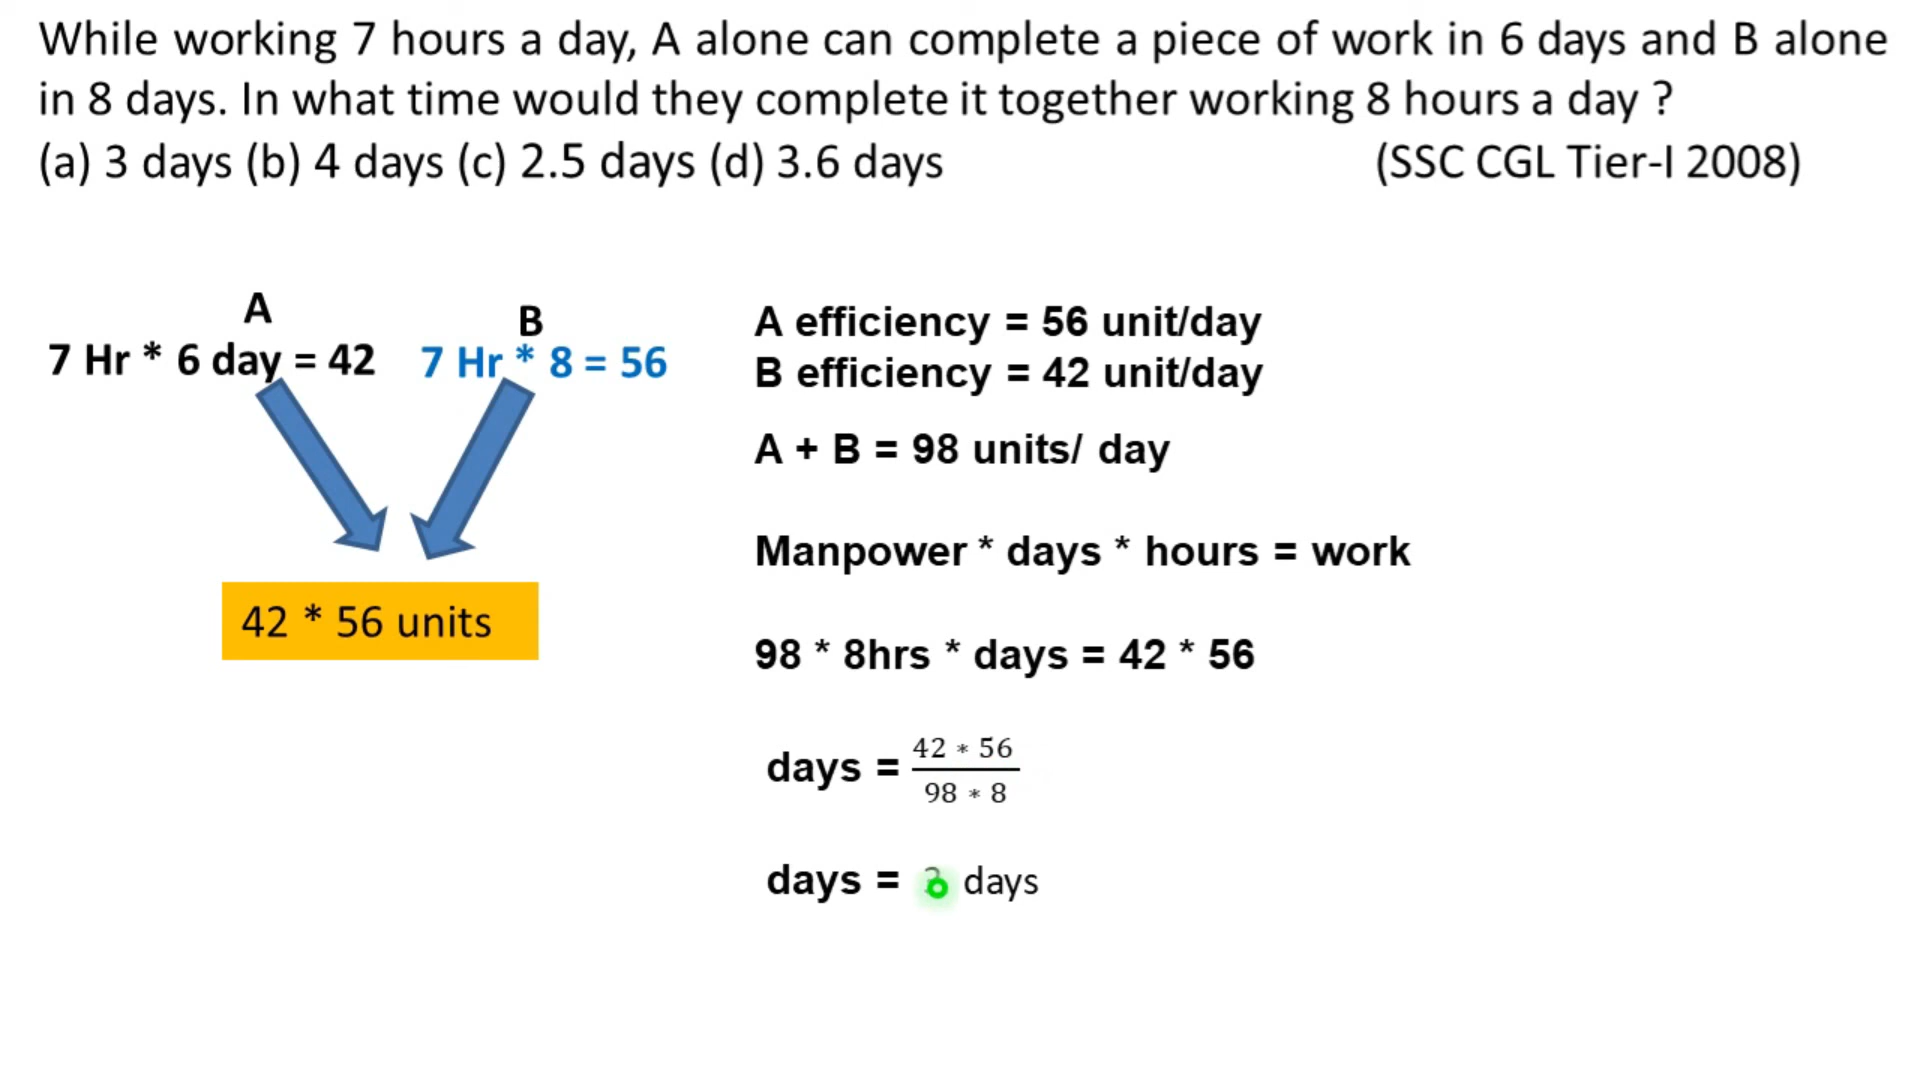 While working 7 hours a day, A alone can complete a piece of work in 6 days and B alone
in 8 days. In what time would they complete it together working 8 hours a day ?
(a) 3 days (b) 4 days (c) 2.5 days (d) 3.6 days (SSC CGL Tier-I 2008)
A
7 Hr * 6 day = 42
B
7 Hr * 8 = 56
42 * 56 units
A efficiency = 56 unit/day
B efficiency = 42 unit/day
A + B = 98 units/ day
Manpower * days * hours = work
98 * 8hrs * days = 42 * 56
days = 42 * 56
98 * 8
days = days